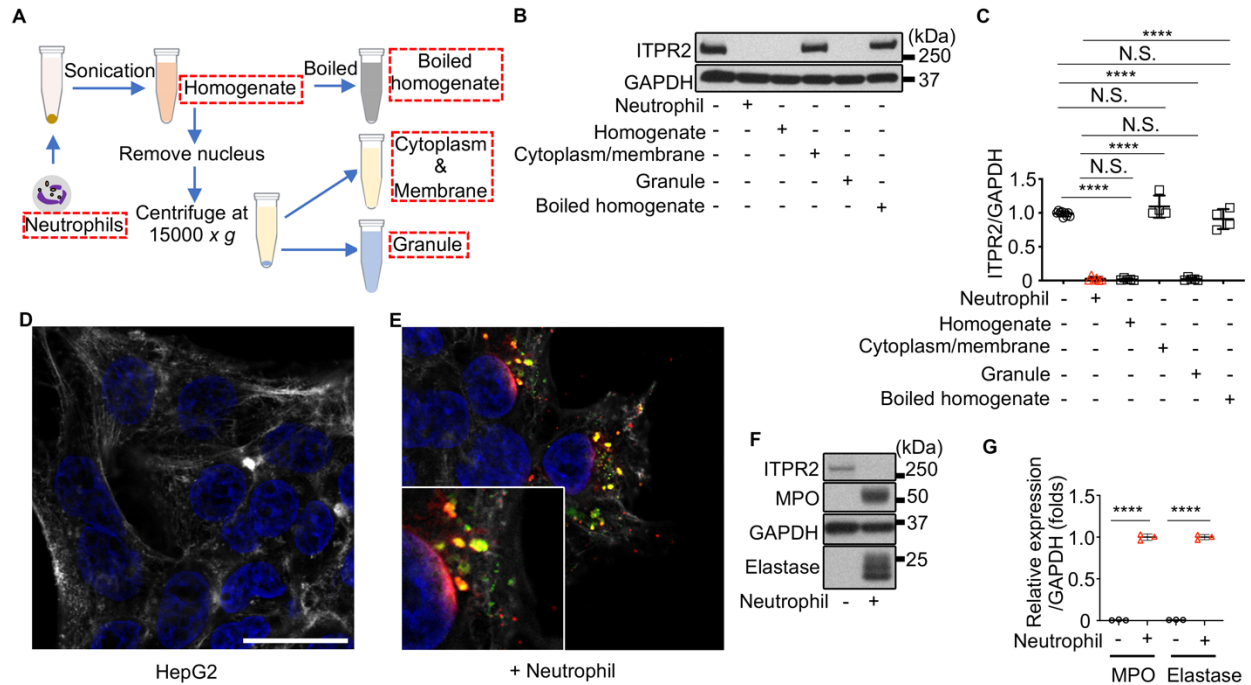 A
Sonication
Homogenate
Boiled
Boiled
homogenate
Remove nucleus
Cytoplasm
&
Membrane
Neutrophils
Centrifuge at
15000 x g
Granule
B
(kDa)
ITPR2
250
GAPDH
37
Neutrophil - + - - - -
Homogenate - - + - - -
Cytoplasm/membrane - - - + - -
Granule - - - - + -
Boiled homogenate - - - - - +
C
****
N.S.
****
N.S.
N.S.
****
N.S.
****
ITPR2/GAPDH
1.5
1.0
0.5
0
Neutrophil - + - - - -
Homogenate - - + - - -
Cytoplasm/membrane - - - + - -
Granule - - - - + -
Boiled homogenate - - - - - +
D
HepG2
E
+ Neutrophil
F
(kDa)
ITPR2
250
MPO
50
GAPDH
37
Elastase
25
Neutrophil - +
G
Relative expression
/GAPDH (folds)
1.5
1.0
0.5
0
**** ****
Neutrophil - + - +
MPO Elastase